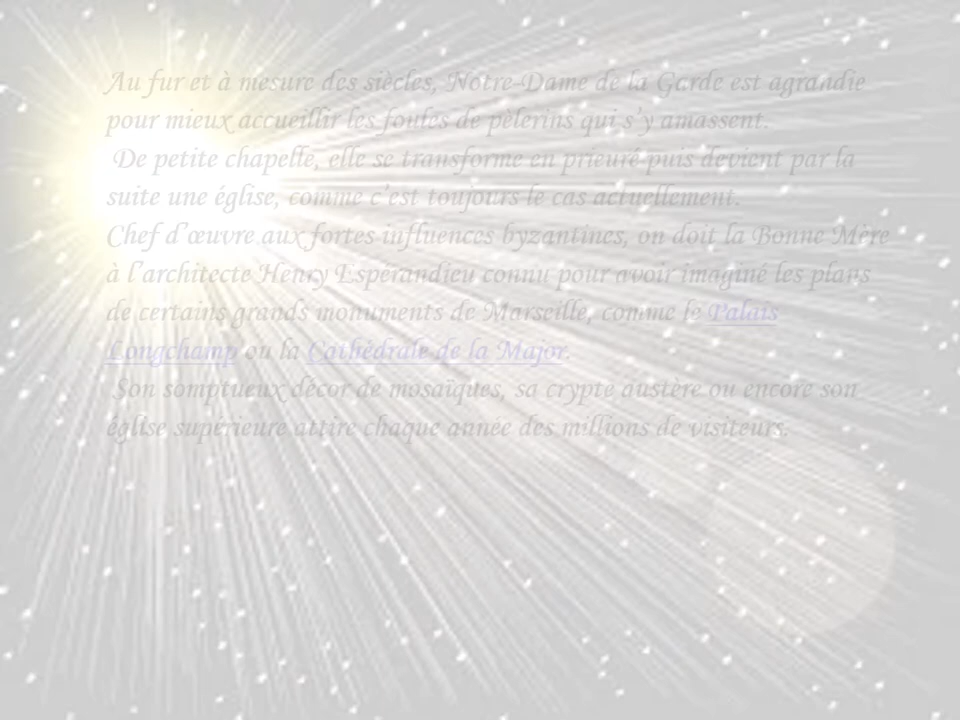 Au fur et à mesure des siècles, Notre-Dame de la Garde est agrandie
pour mieux accueillir les foules de pèlerins qui s'y amassent.
De petite chapelle, elle se transforme en prieuré puis devient par la
suite une église, comme c'est toujours le cas actuellement.
Chef d'œuvre aux fortes influences byzantines, on doit la Bonne Mère
à l'architecte Henry Espérandieu connu pour avoir imaginé les plans
de certains grands monuments de Marseille, comme le Palais
Longchamp ou la Cathédrale de la Major.
Son somptueux décor de mosaïques, sa crypte austère ou encore son
église supérieure attire chaque année des millions de visiteurs.